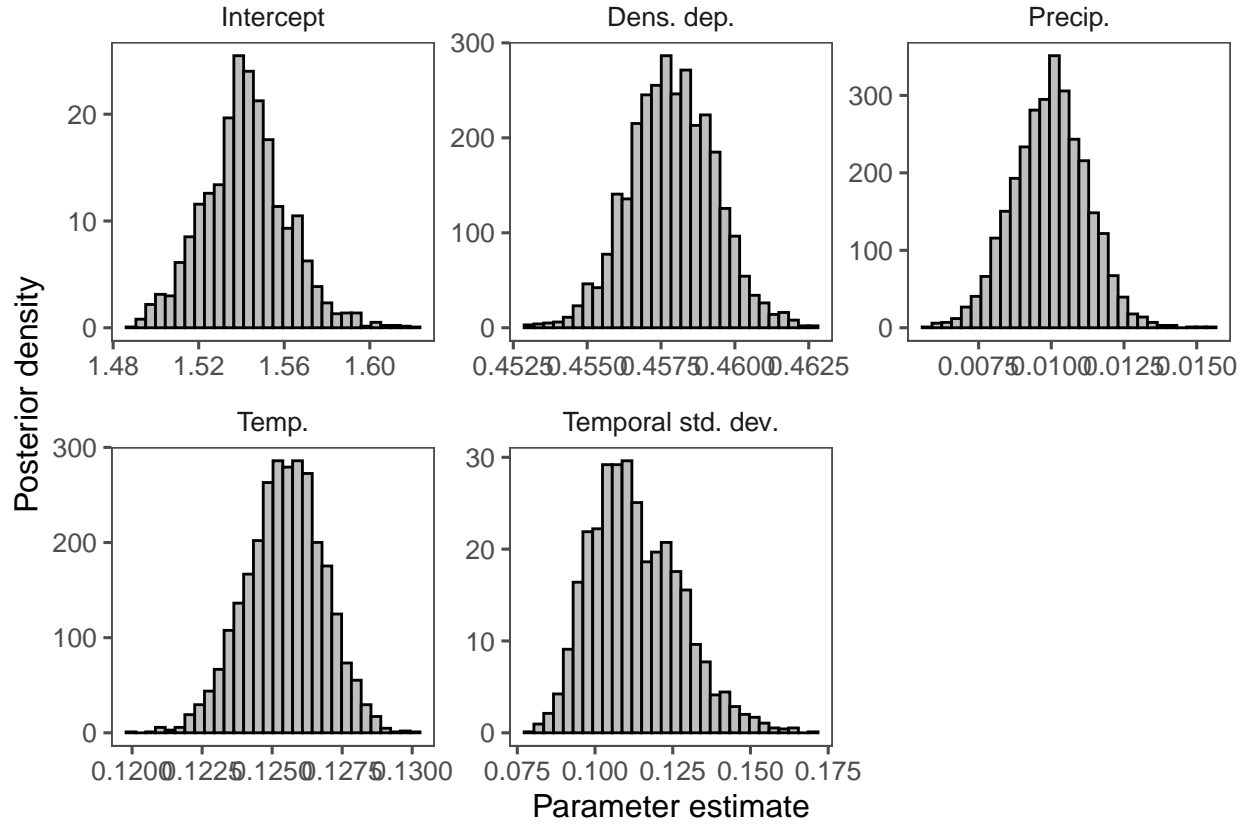 Intercept
Dens. dep.
Precip.
20
10
0
1.48 1.52 1.56 1.60
300
200
100
0
0.4525 0.4550 0.4575 0.4600 0.4625
300
200
100
0
0.0075 0.0100 0.0125 0.0150
Posterior density
Temp.
Temporal std. dev.
300
200
100
0
0.1200 0.1225 0.1250 0.1275 0.1300
30
20
10
0
0.075 0.100 0.125 0.150 0.175
Parameter estimate